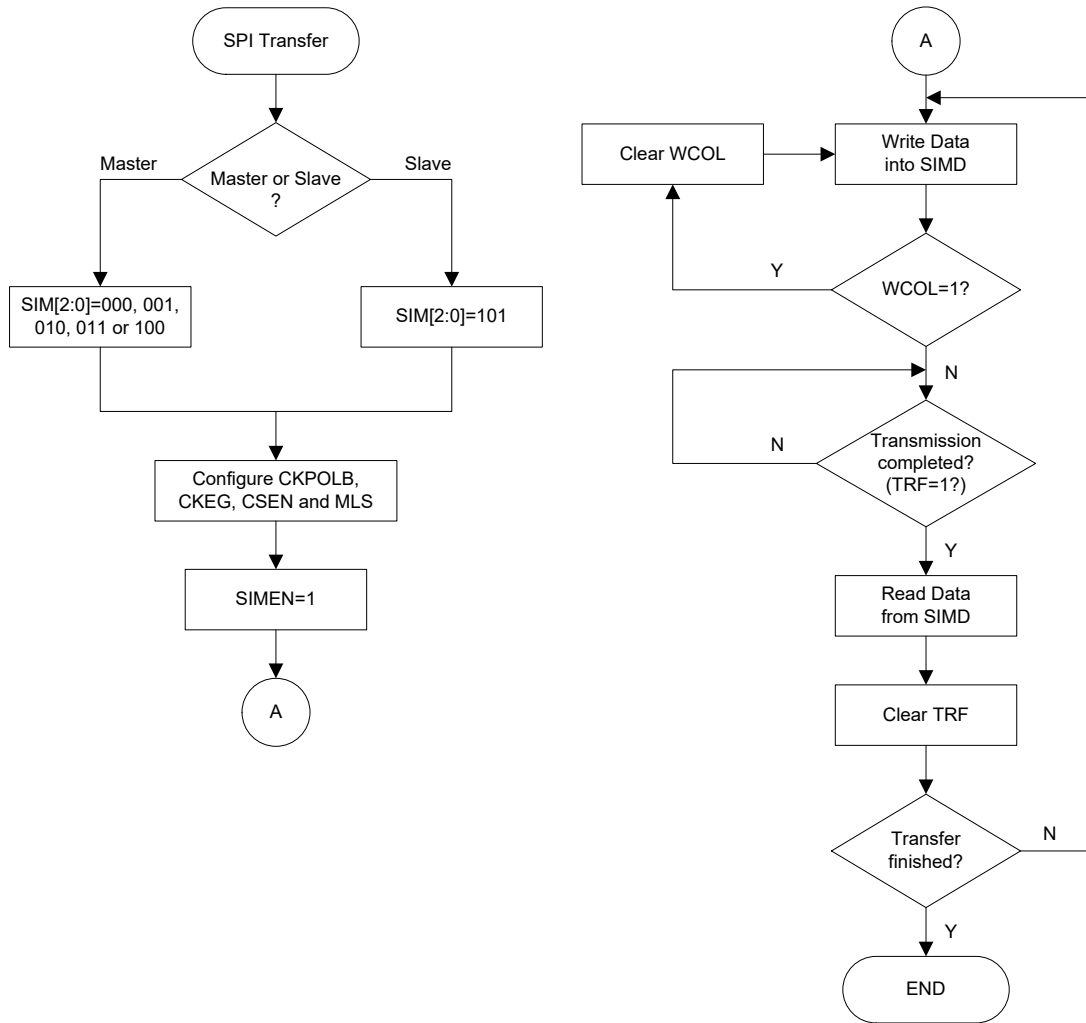 SPI Transfer
Master
Master or Slave
?
Slave
SIM[2:0]=000, 001,
010, 011 or 100
SIM[2:0]=101
Configure CKPOLB,
CKEG, CSEN and MLS
SIMEN=1
A
A
Clear WCOL
Write Data
into SIMD
Y
WCOL=1?
N
N
Transmission
completed?
(TRF=1?)
Y
Read Data
from SIMD
Clear TRF
Transfer
finished?
N
Y
END